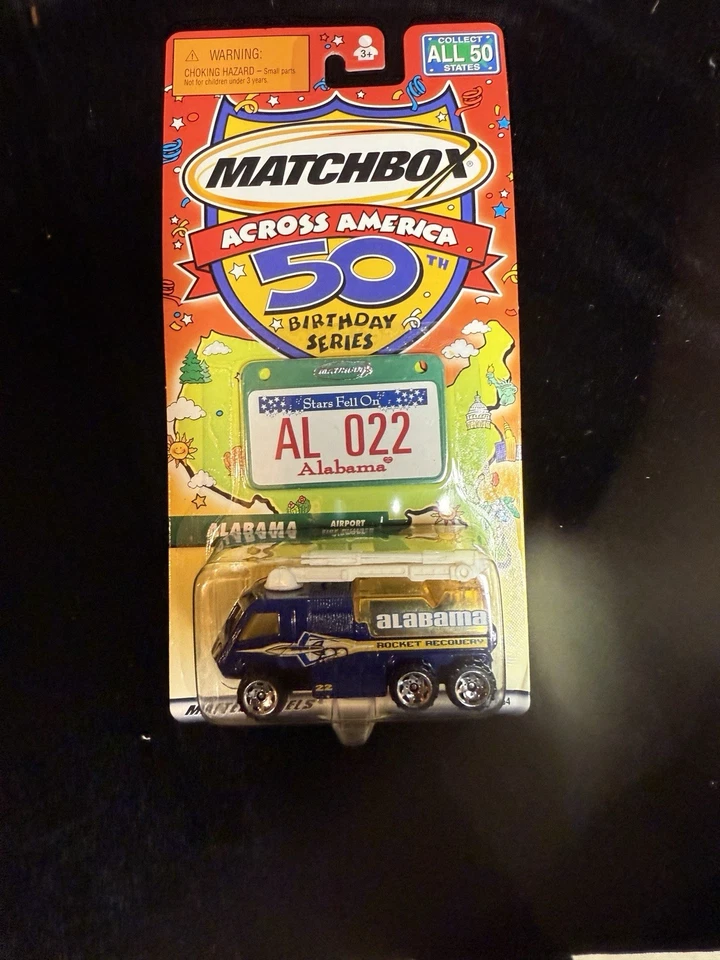 WARNING:
CHOKING HAZARD – Small parts.
Not for children under 3 years.
3+
COLLECT
ALL 50
STATES
MATCHBOX®
ACROSS AMERICA
50TH
BIRTHDAY
SERIES
Stars Fell On
AL 022
Alabama
ALABAMA
AIRPORT
alabama
ROCKET RECOVERY
22